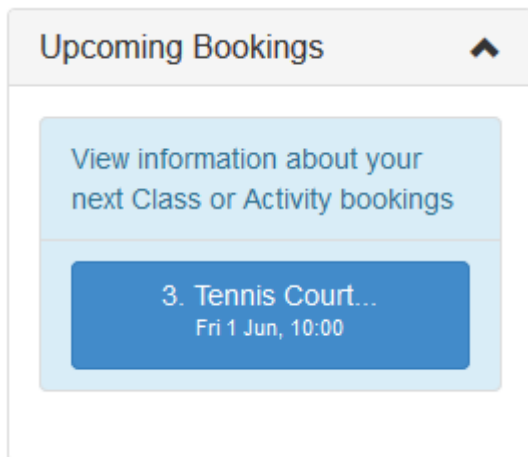 Upcoming Bookings
View information about your
next Class or Activity bookings
3. Tennis Court...
Fri 1 Jun, 10:00